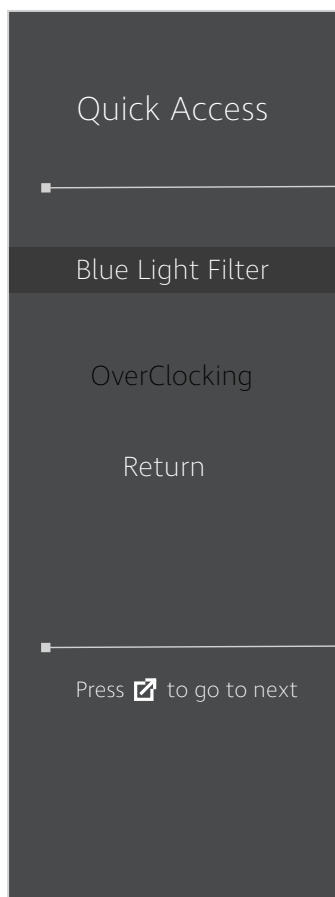 Quick Access
Blue Light Filter
OverClocking
Return
Press to go to next